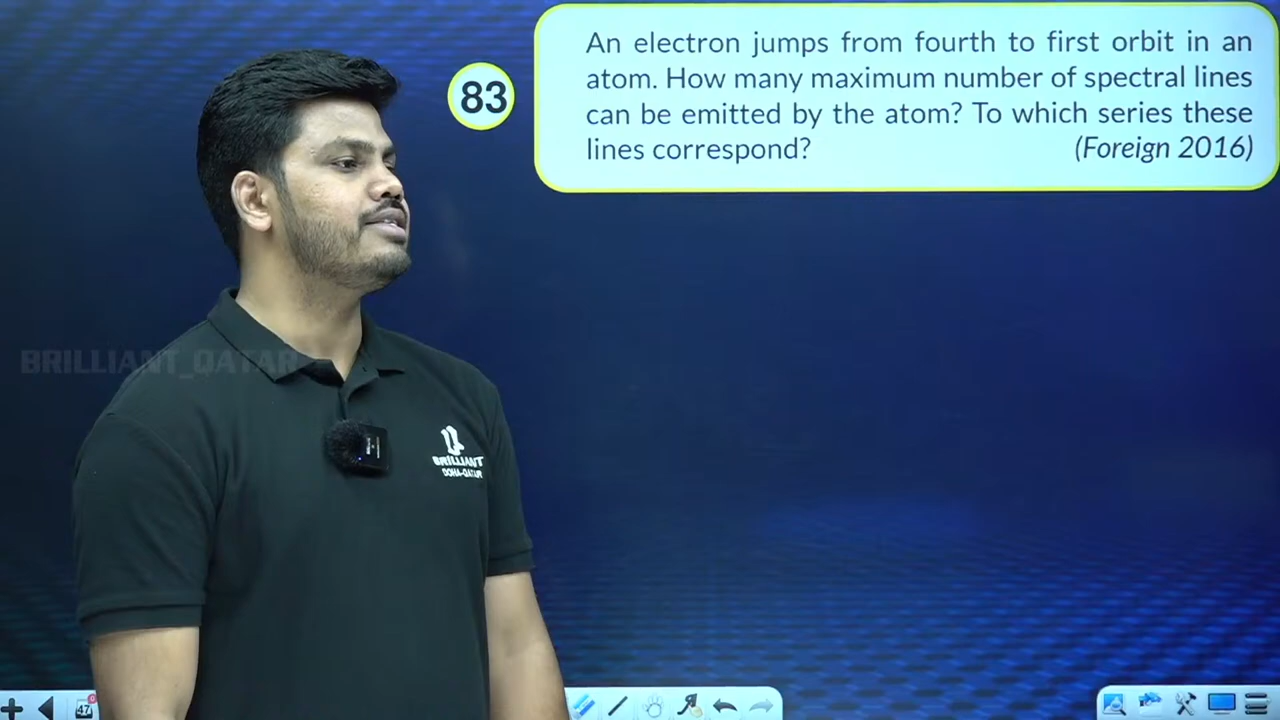 An electron jumps from fourth to first orbit in an
atom. How many maximum number of spectral lines
can be emitted by the atom? To which series these
lines correspond? (Foreign 2016)
83
BRILLIANT_QATAR
BRILLIANT
DOHA-QATAR
47